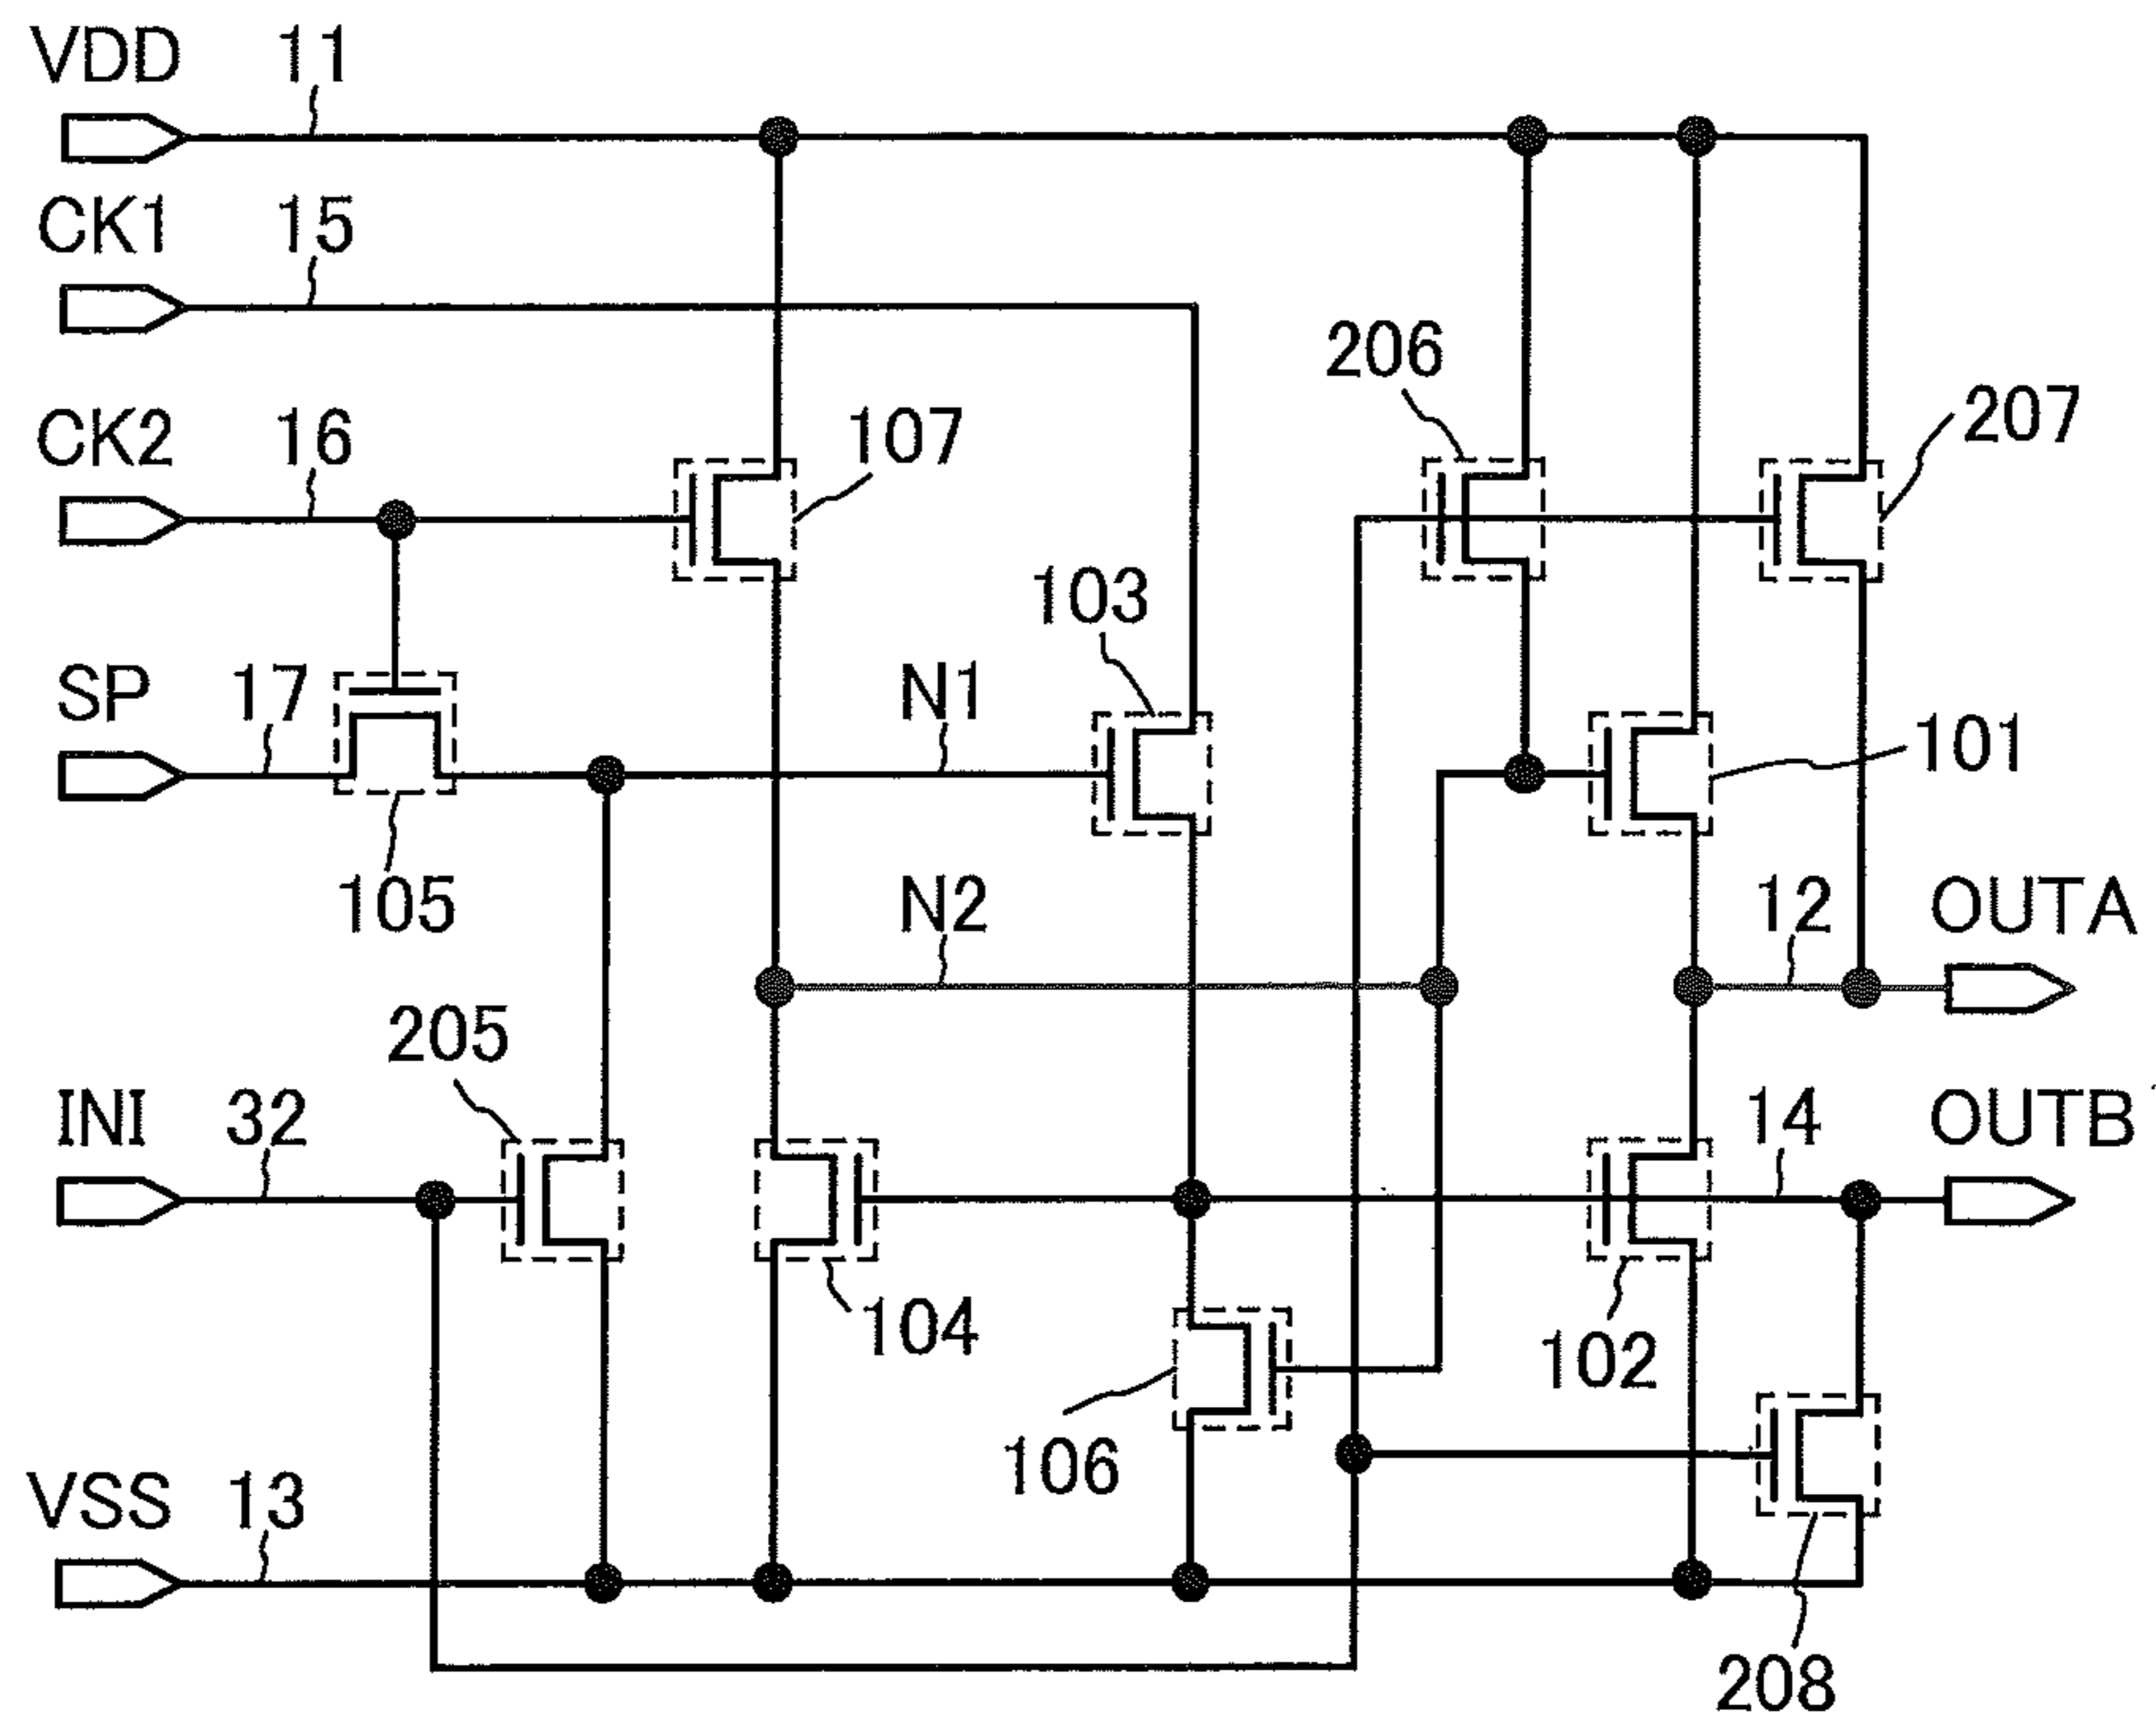 VDD 11
CK1 15
206
CK2 16 107 207
103
SP 17 N1 101
105 N2 12 OUTA
205
INI 32 14 OUTB
104 102
106
VSS 13
208